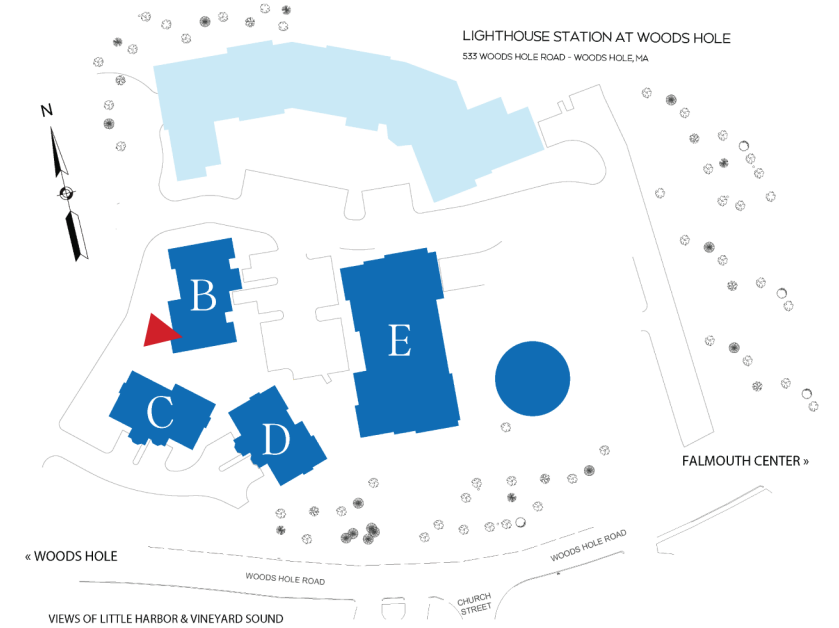 LIGHTHOUSE STATION AT WOODS HOLE
533 WOODS HOLE ROAD - WOODS HOLE, MA
N
B
E
C
D
FALMOUTH CENTER »
« WOODS HOLE
WOODS HOLE ROAD
WOODS HOLE ROAD
CHURCH
STREET
VIEWS OF LITTLE HARBOR & VINEYARD SOUND